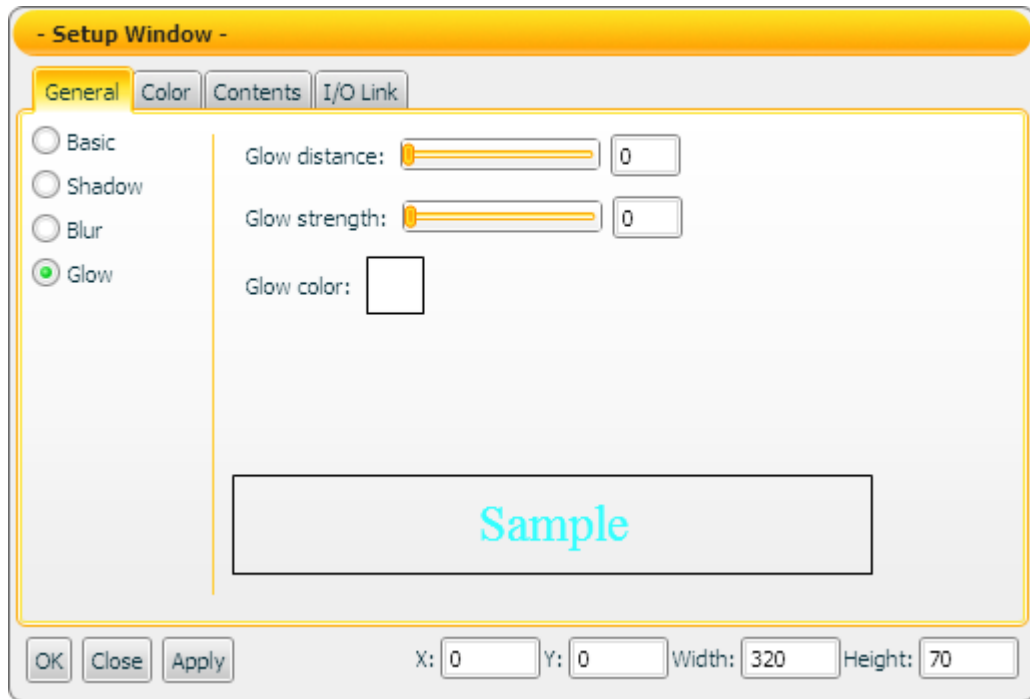 - Setup Window -
General Color Contents I/O Link
Basic
Shadow
Blur
Glow
Glow distance: 0
Glow strength: 0
Glow color:
Sample
OK Close Apply X: 0 Y: 0 Width: 320 Height: 70